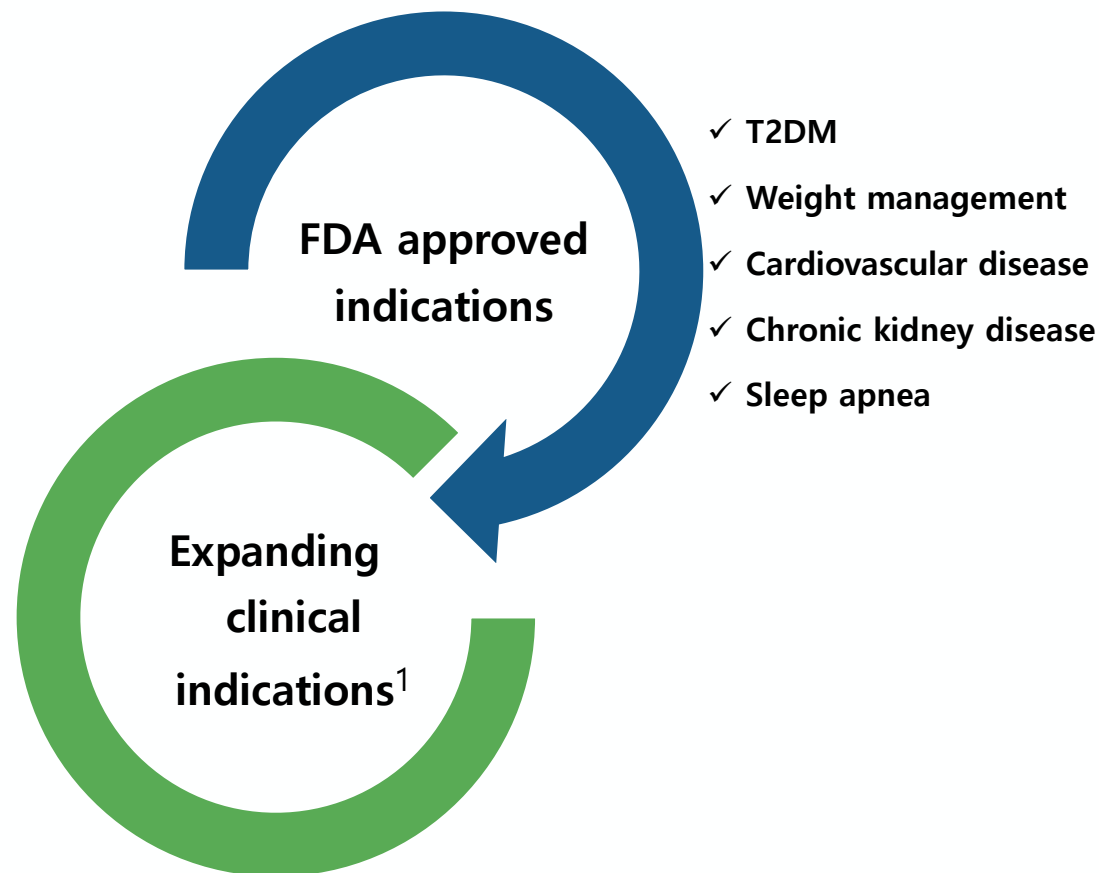 FDA approved
indications
✓ T2DM
✓ Weight management
✓ Cardiovascular disease
✓ Chronic kidney disease
✓ Sleep apnea
Expanding
clinical
indications¹